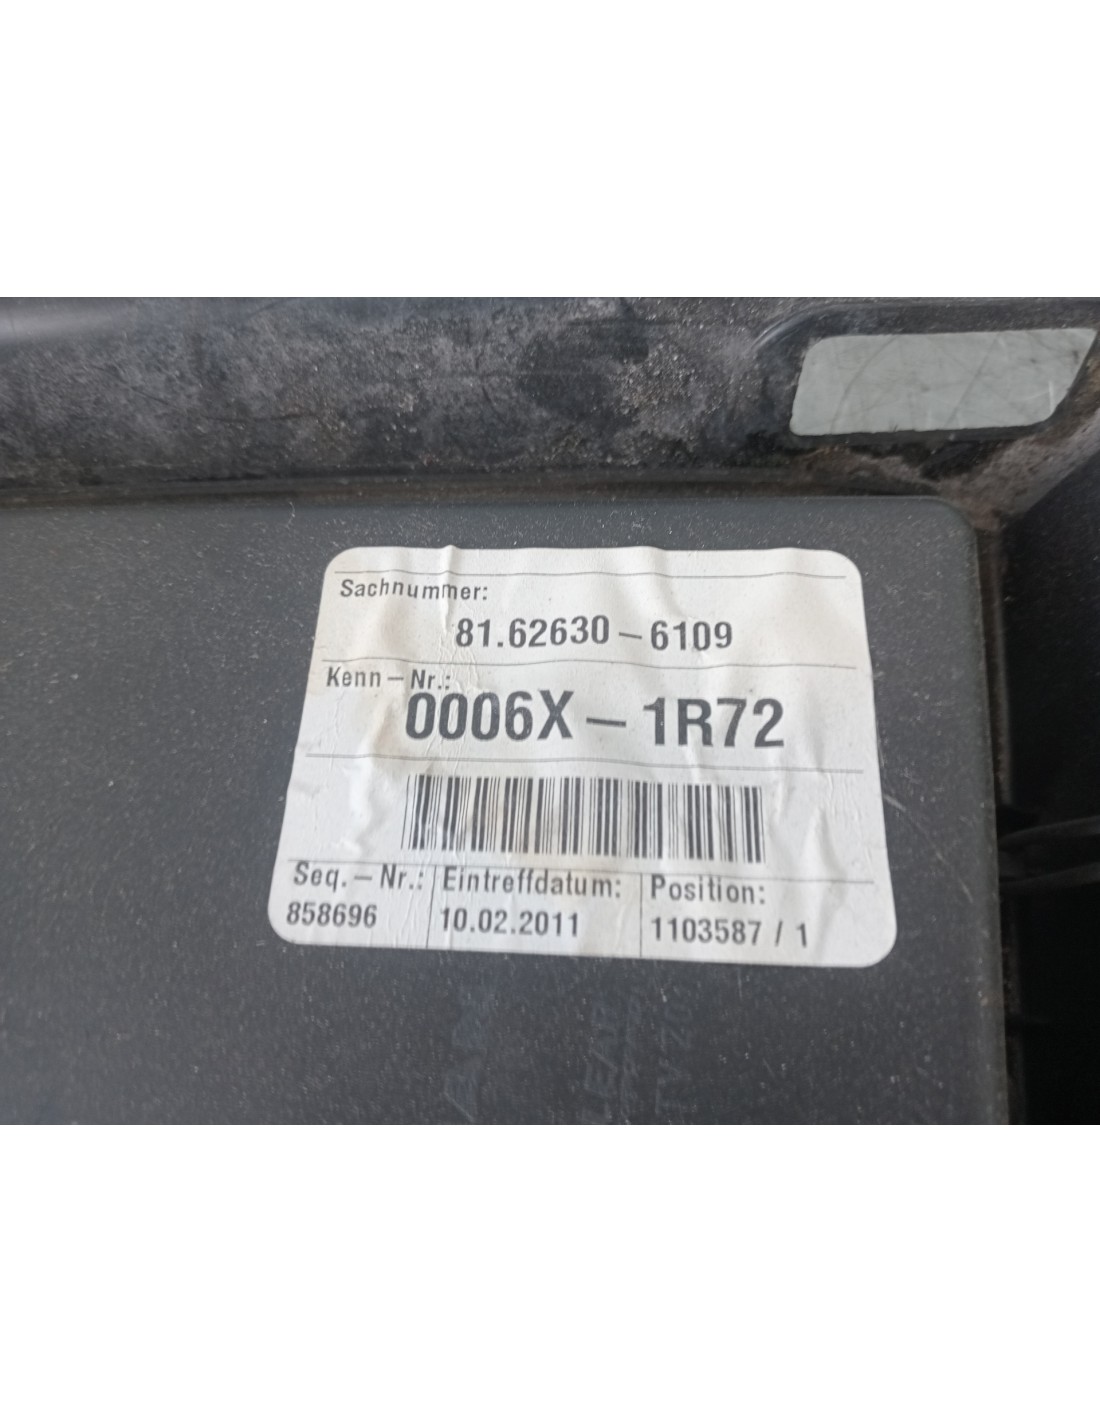 Sachnummer:
81.62630-6109
Kenn-Nr.:
0006X-1R72
Seq.-Nr.: Eintreffdatum: Position:
858696 10.02.2011 1103587 / 1